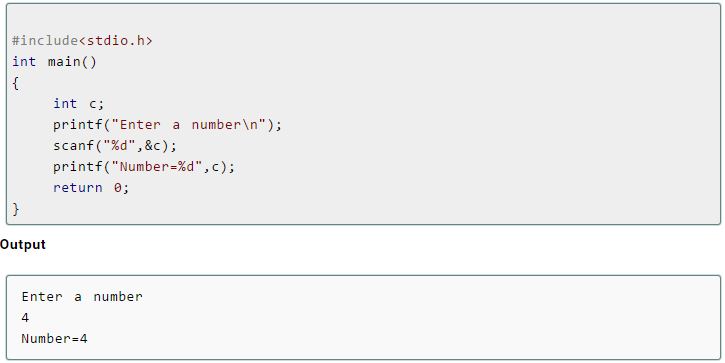 #include<stdio.h>
int main()
{
int c;
printf("Enter a number\n");
scanf("%d",&c);
printf("Number=%d",c);
return 0;
}
Output
Enter a number
4
Number=4